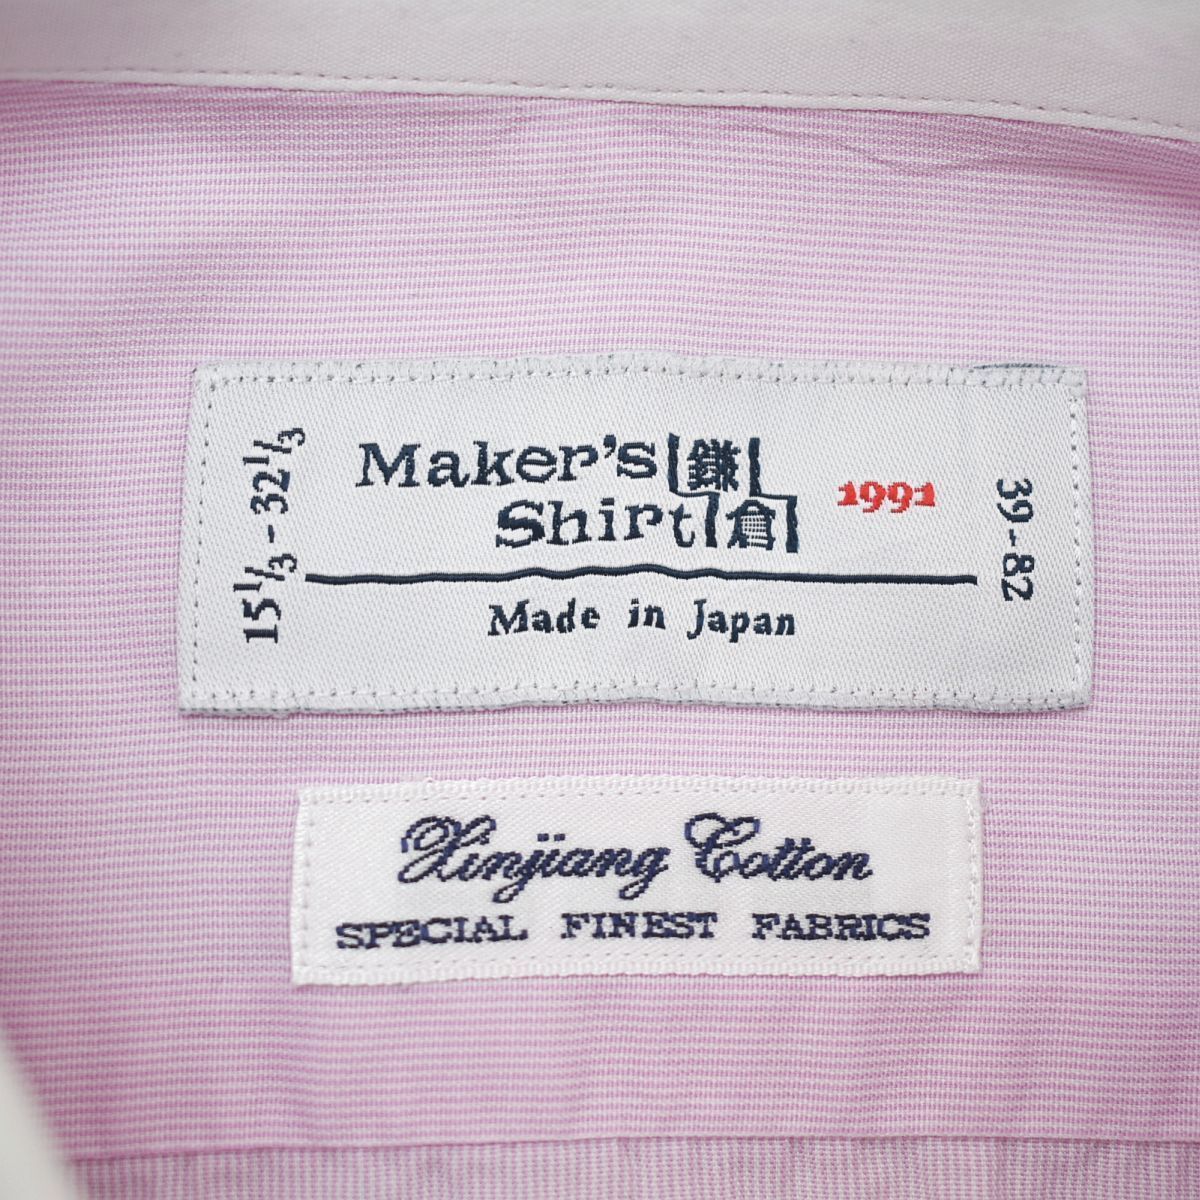 Maker's 鎌
Shirt 倉
1991
Made in Japan
15 1/3 - 32 1/3
39-82
Xinjiang Cotton
SPECIAL FINEST FABRICS